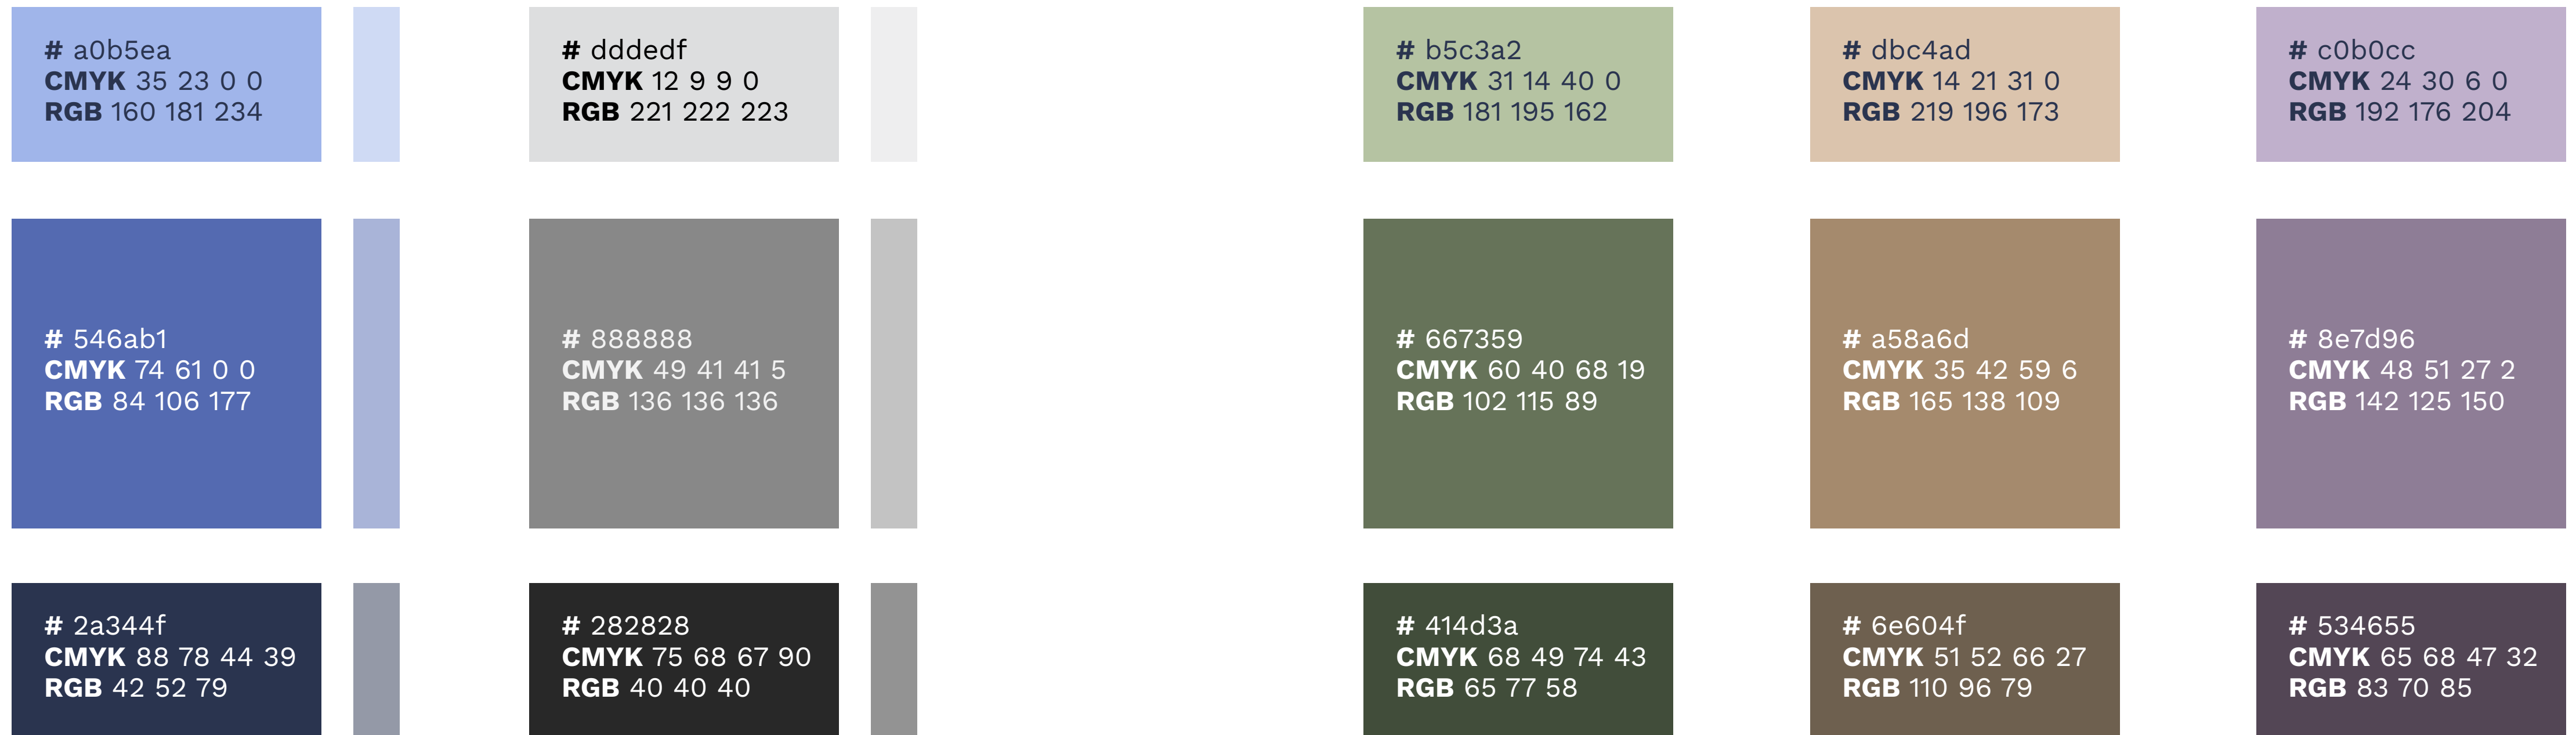 # a0b5ea
CMYK 35 23 0 0
RGB 160 181 234
# dddedf
CMYK 12 9 9 0
RGB 221 222 223
# b5c3a2
CMYK 31 14 40 0
RGB 181 195 162
# dbc4ad
CMYK 14 21 31 0
RGB 219 196 173
# c0b0cc
CMYK 24 30 6 0
RGB 192 176 204
# 546ab1
CMYK 74 61 0 0
RGB 84 106 177
# 888888
CMYK 49 41 41 5
RGB 136 136 136
# 667359
CMYK 60 40 68 19
RGB 102 115 89
# a58a6d
CMYK 35 42 59 6
RGB 165 138 109
# 8e7d96
CMYK 48 51 27 2
RGB 142 125 150
# 2a344f
CMYK 88 78 44 39
RGB 42 52 79
# 282828
CMYK 75 68 67 90
RGB 40 40 40
# 414d3a
CMYK 68 49 74 43
RGB 65 77 58
# 6e604f
CMYK 51 52 66 27
RGB 110 96 79
# 534655
CMYK 65 68 47 32
RGB 83 70 85